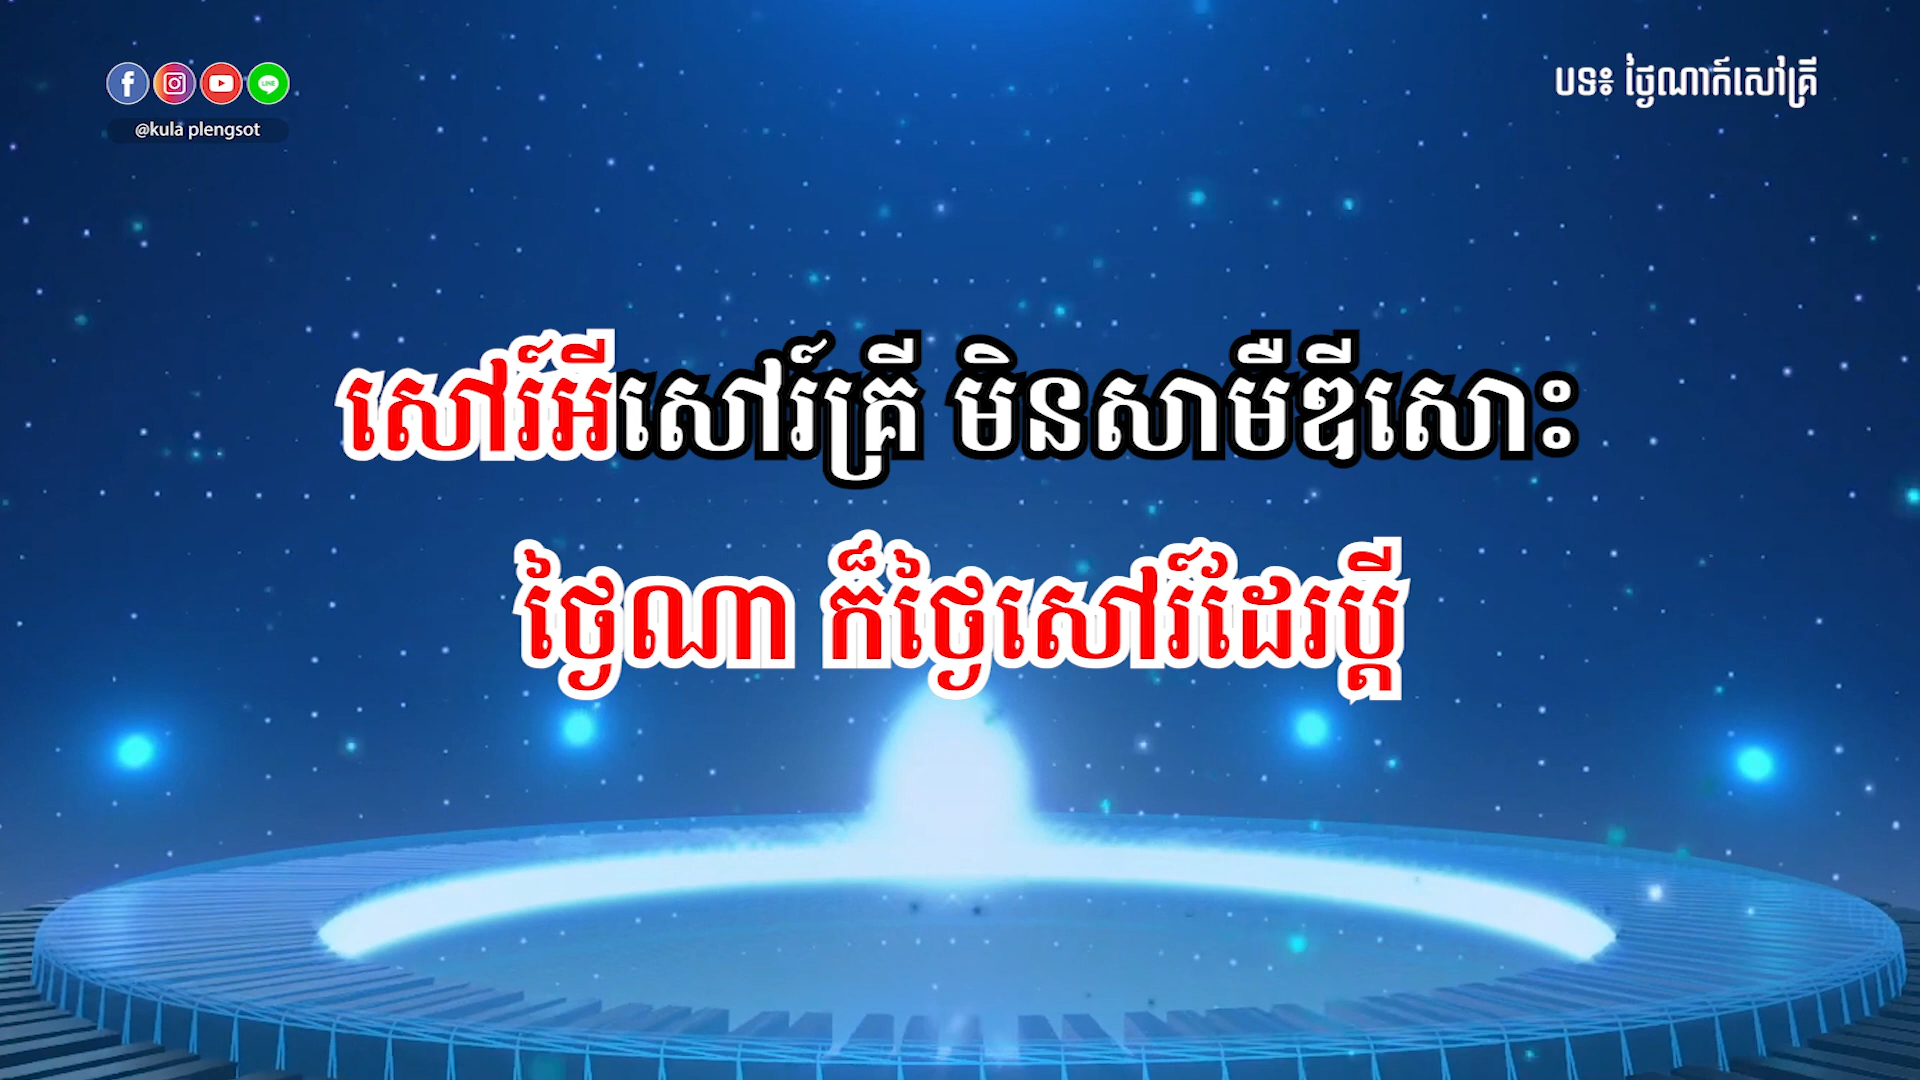 @kula plengsot
បទ៖ ថ្ងៃណាក៍សៅគ្រី
សៅរ៍អីសៅរ៍គ្រី មិនសាមឺឌីសោះ
ថ្ងៃណា ក៏ថ្ងៃសៅរ៍ដែរប្ដី